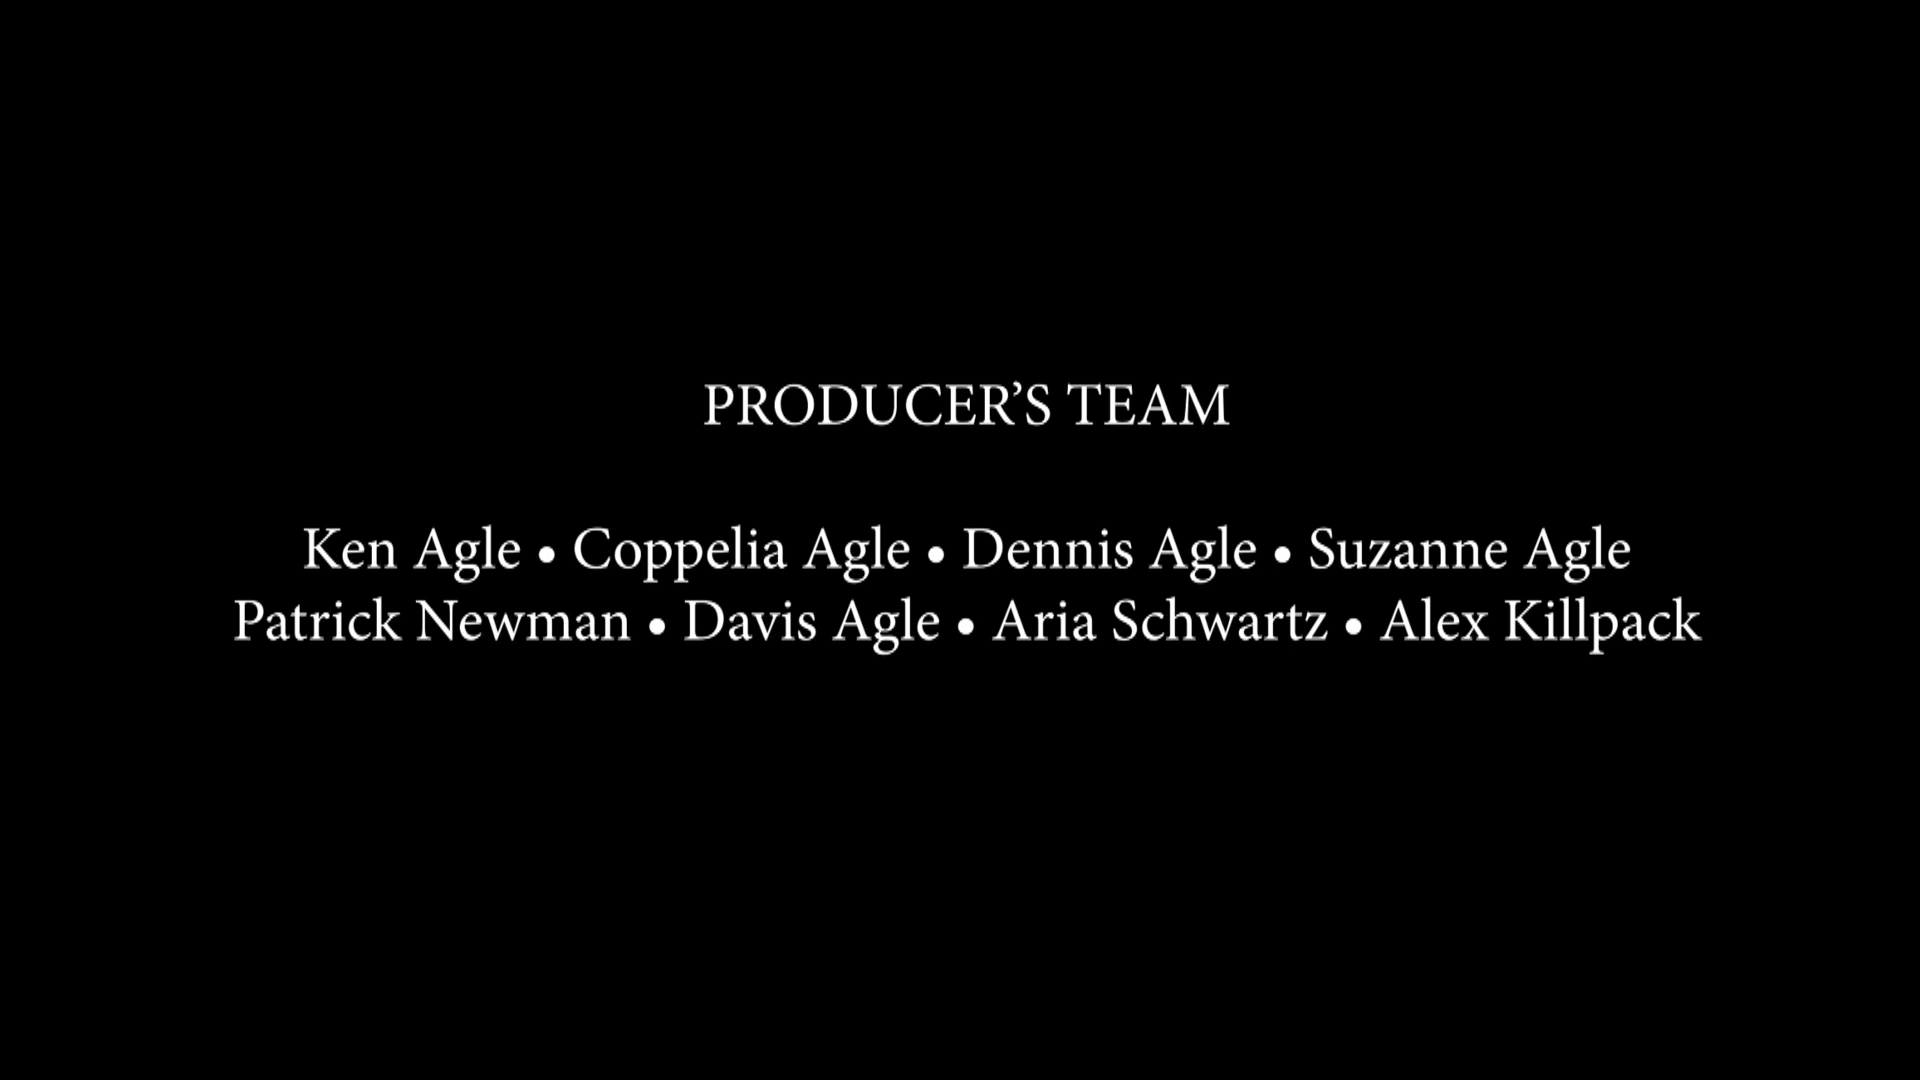 PRODUCER’S TEAM
Ken Agle • Coppelia Agle • Dennis Agle • Suzanne Agle
Patrick Newman • Davis Agle • Aria Schwartz • Alex Killpack